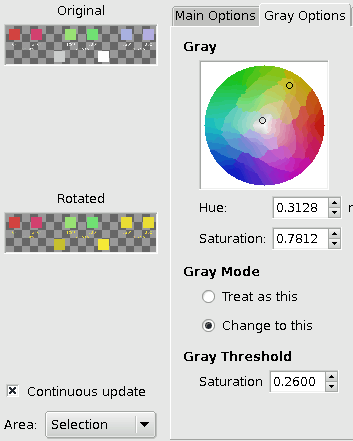 Original
Rotated
Continuous update
Area: Selection
Main Options Gray Options
Gray
Hue: 0.3128 r
Saturation: 0.7812
Gray Mode
Treat as this
Change to this
Gray Threshold
Saturation 0.2600